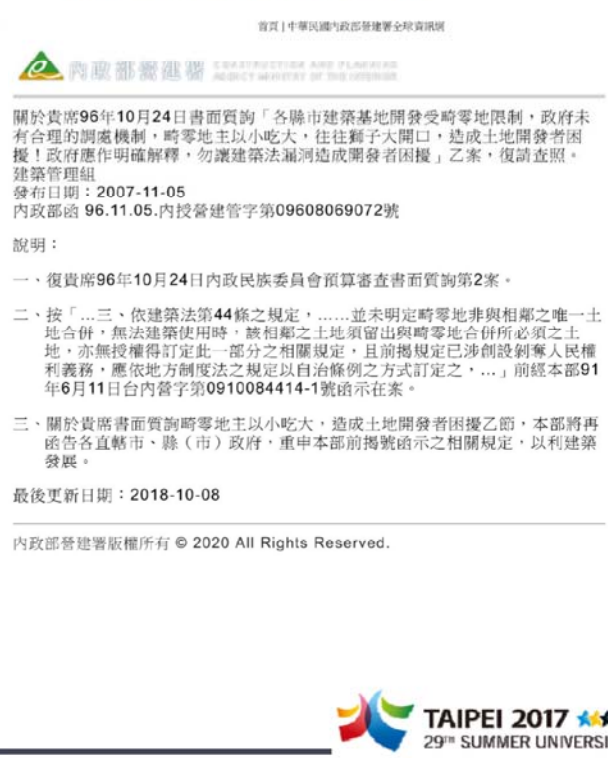 首頁 | 中華民國內政部營建署全球資訊網
內政部營建署 CONSTRUCTION AND PLANNING
AGENCY MINISTRY OF THE INTERIOR
關於貴席96年10月24日書面質詢「各縣市建築基地開發受畸零地限制，政府未
有合理的調處機制，畸零地主以小吃大，往往獅子大開口，造成土地開發者困
擾！政府應作明確解釋，勿讓建築法漏洞造成開發者困擾」乙案，復請查照。
建築管理組
發布日期：2007-11-05
內政部函 96.11.05.內授營建管字第09608069072號
說明：
一、復貴席96年10月24日內政民族委員會預算審查書面質詢第2案。
二、按「...三、依建築法第44條之規定，……並未明定畸零地非與相鄰之唯一土
地合併，無法建築使用時，該相鄰之土地須留出與畸零地合併所必須之土
地，亦無授權得訂定此一部分之相關規定，且前揭規定已涉創設剝奪人民權
利義務，應依地方制度法之規定以自治條例之方式訂定之，...」前經本部91
年6月11日台內營字第0910084414-1號函示在案。
三、關於貴席書面質詢畸零地主以小吃大，造成土地開發者困擾乙節，本部將再
函告各直轄市、縣（市）政府，重申本部前揭號函示之相關規定，以利建築
發展。
最後更新日期：2018-10-08
內政部營建署版權所有 © 2020 All Rights Reserved.
TAIPEI 2017
29TH SUMMER UNIVERSI